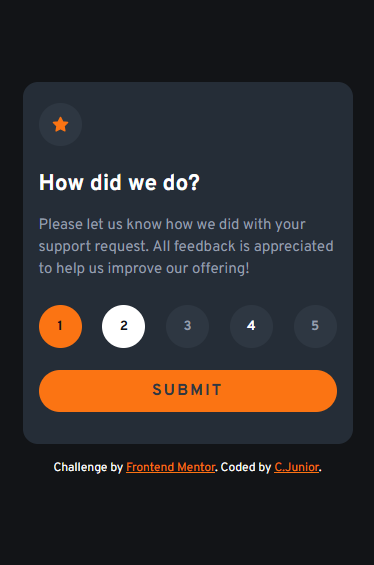 How did we do?
Please let us know how we did with your
support request. All feedback is appreciated
to help us improve our offering!
1 2 3 4 5
SUBMIT
Challenge by Frontend Mentor. Coded by C.Junior.